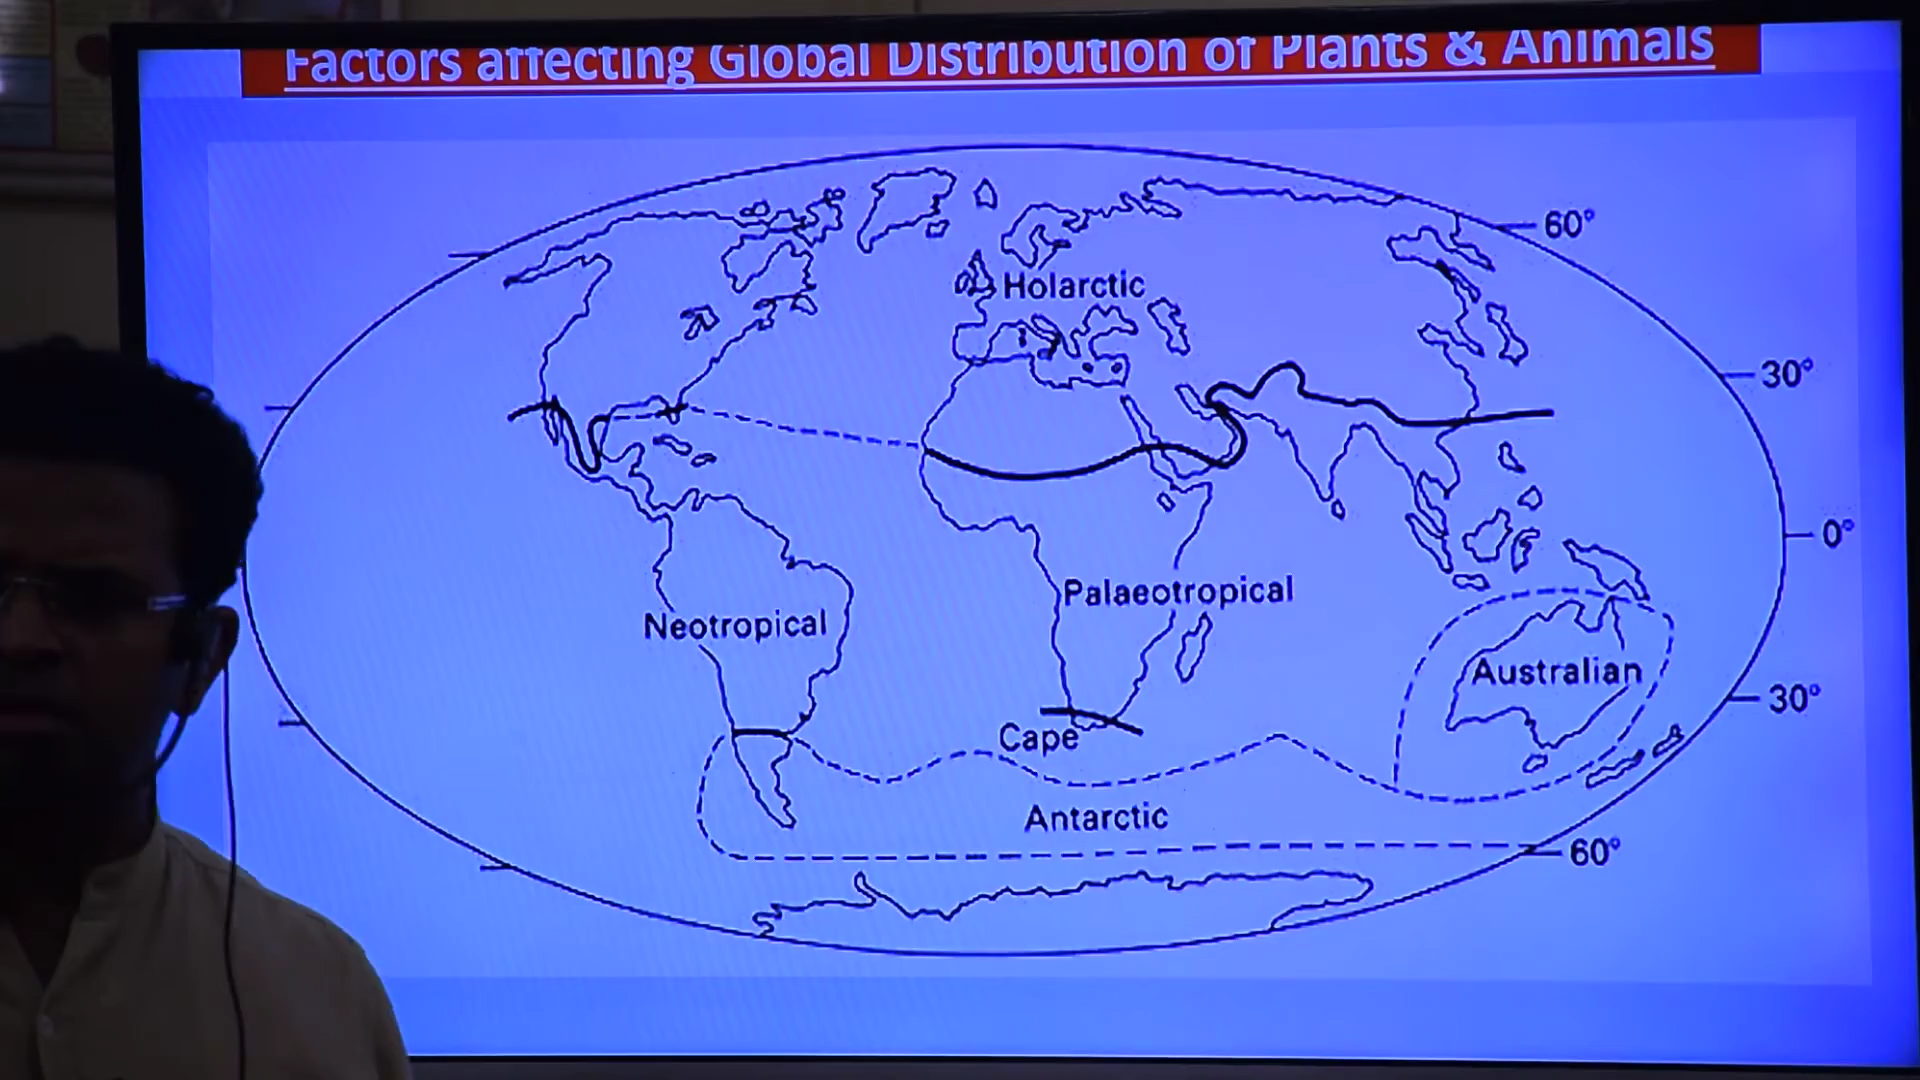 Factors affecting Global Distribution of Plants & Animals
60°
Holarctic
30°
0°
Palaeotropical
Neotropical
Australian
30°
Cape
Antarctic
60°